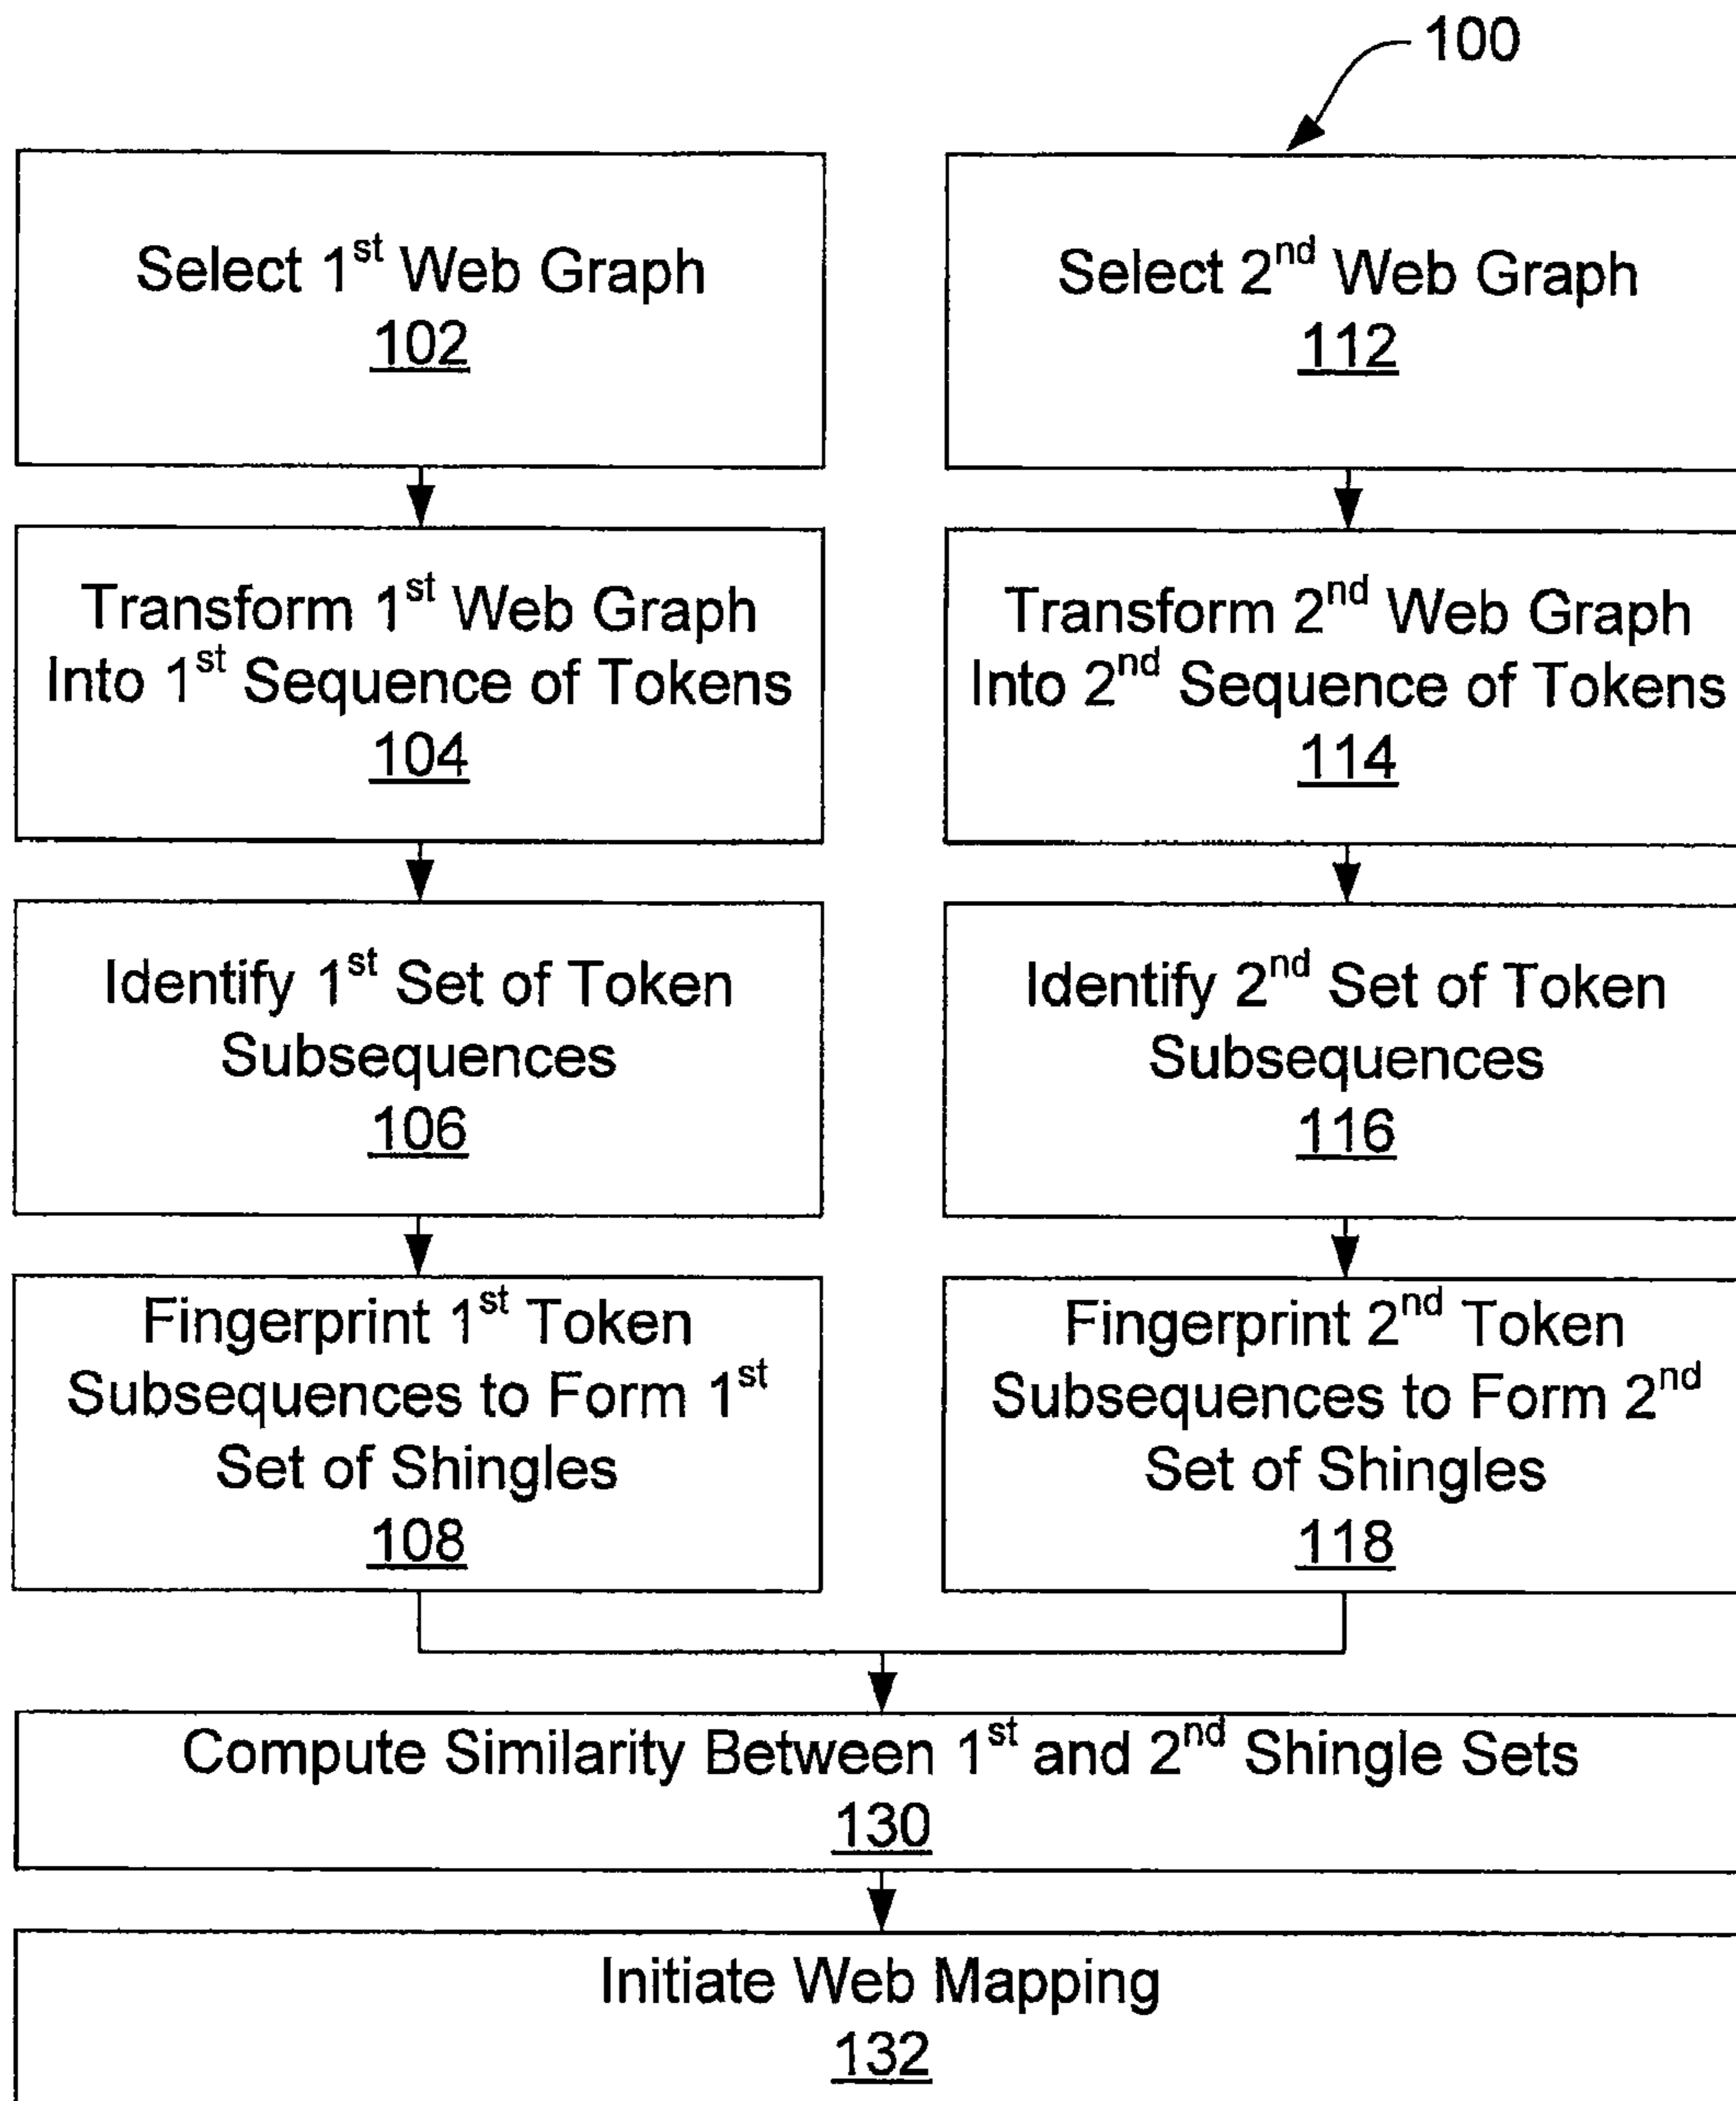 100
Select 1st Web Graph
102
Transform 1st Web Graph
Into 1st Sequence of Tokens
104
Identify 1st Set of Token
Subsequences
106
Fingerprint 1st Token
Subsequences to Form 1st
Set of Shingles
108
Select 2nd Web Graph
112
Transform 2nd Web Graph
Into 2nd Sequence of Tokens
114
Identify 2nd Set of Token
Subsequences
116
Fingerprint 2nd Token
Subsequences to Form 2nd
Set of Shingles
118
Compute Similarity Between 1st and 2nd Shingle Sets
130
Initiate Web Mapping
132